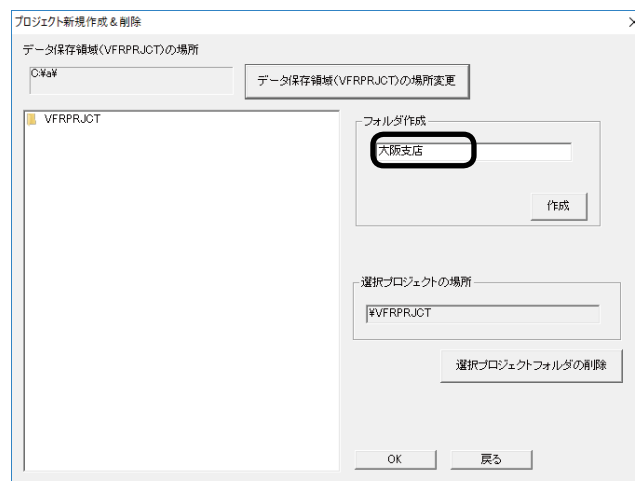 プロジェクト新規作成＆削除
データ保存領域(VFRPRJCT)の場所
C:¥a¥
データ保存領域(VFRPRJCT)の場所変更
VFRPRJCT
フォルダ作成
大阪支店
作成
選択プロジェクトの場所
¥VFRPRJCT
選択プロジェクトフォルダの削除
OK
戻る